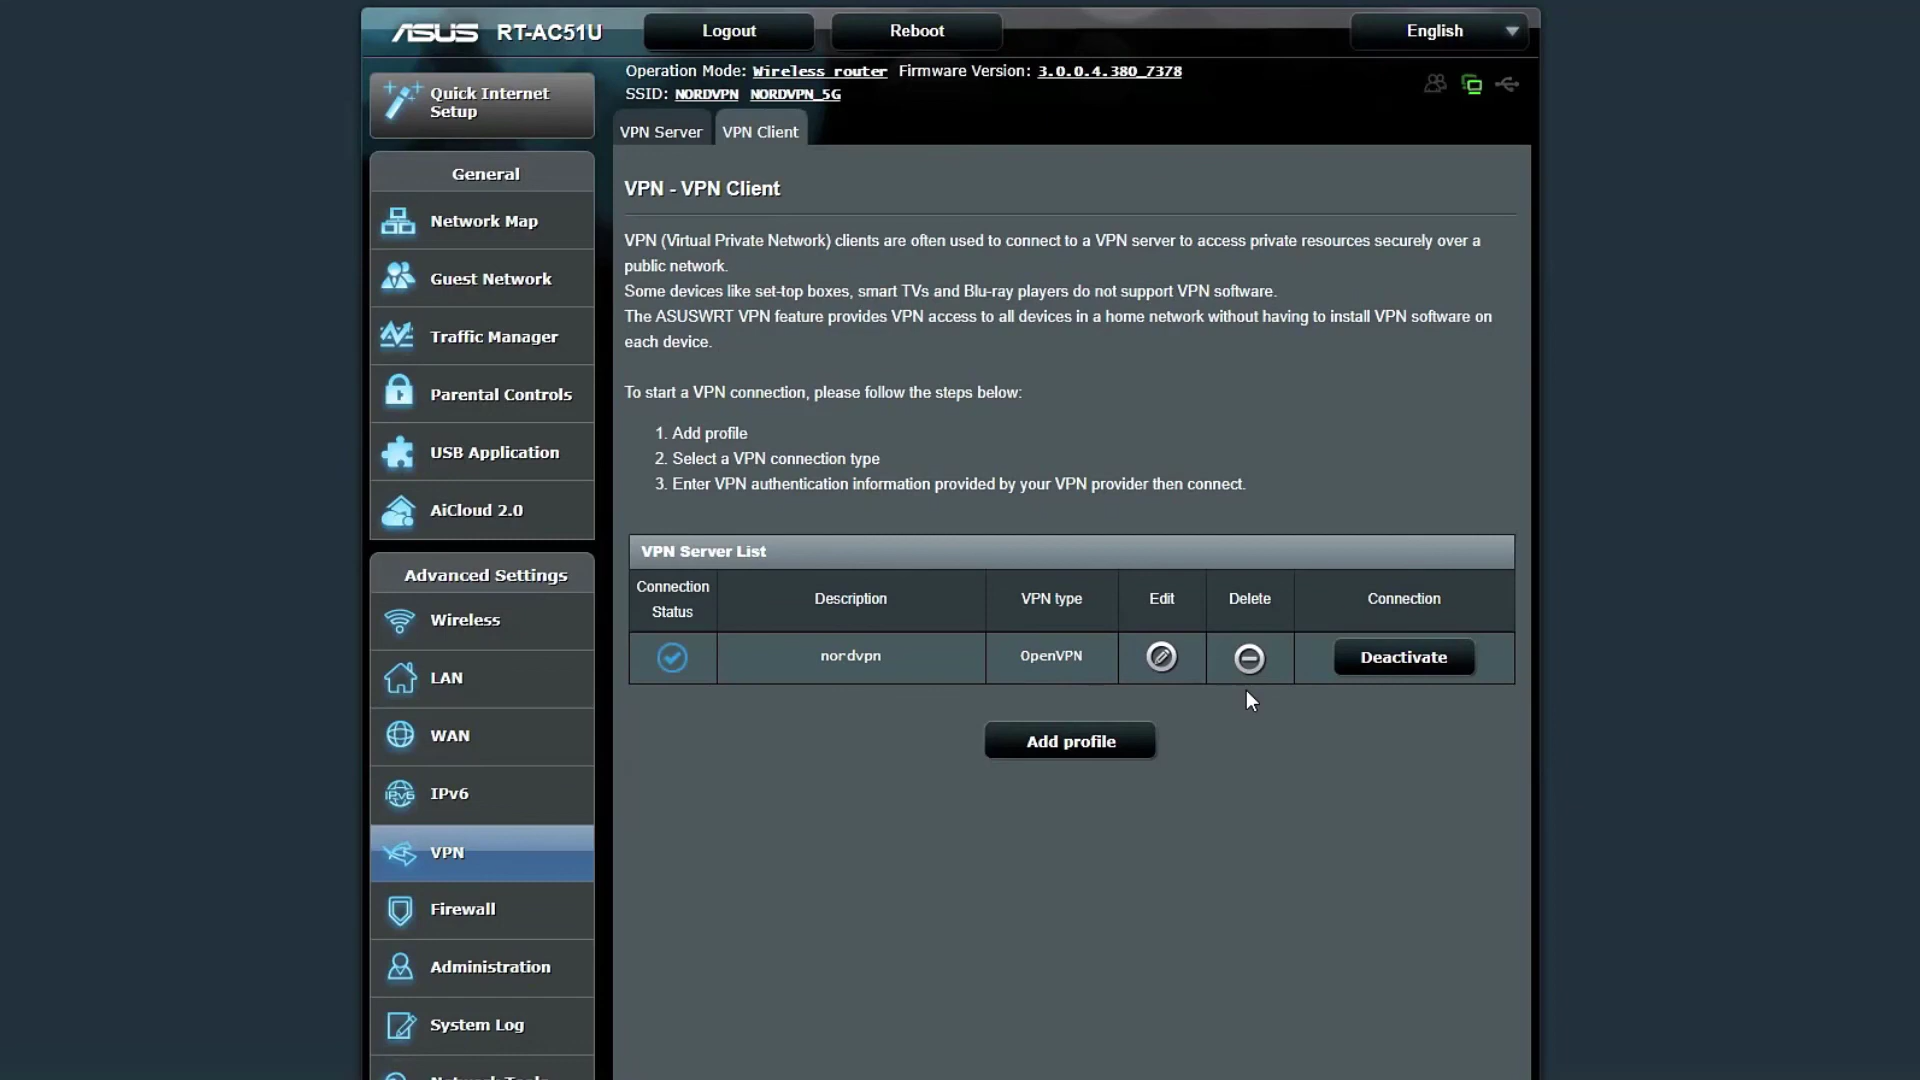 ASUS RT-AC51U Logout Reboot English
Operation Mode: Wireless router Firmware Version: 3.0.0.4.380_7378
SSID: NORDVPN NORDVPN_5G
Quick Internet
Setup
General
Network Map
Guest Network
Traffic Manager
Parental Controls
USB Application
AiCloud 2.0
Advanced Settings
Wireless
LAN
WAN
IPv6
VPN
Firewall
Administration
System Log
VPN Server VPN Client
VPN - VPN Client
VPN (Virtual Private Network) clients are often used to connect to a VPN server to access private resources securely over a
public network.
Some devices like set-top boxes, smart TVs and Blu-ray players do not support VPN software.
The ASUSWRT VPN feature provides VPN access to all devices in a home network without having to install VPN software on
each device.
To start a VPN connection, please follow the steps below:
1. Add profile
2. Select a VPN connection type
3. Enter VPN authentication information provided by your VPN provider then connect.
VPN Server List
Connection
Status
Description VPN type Edit Delete Connection
nordvpn OpenVPN Deactivate
Add profile